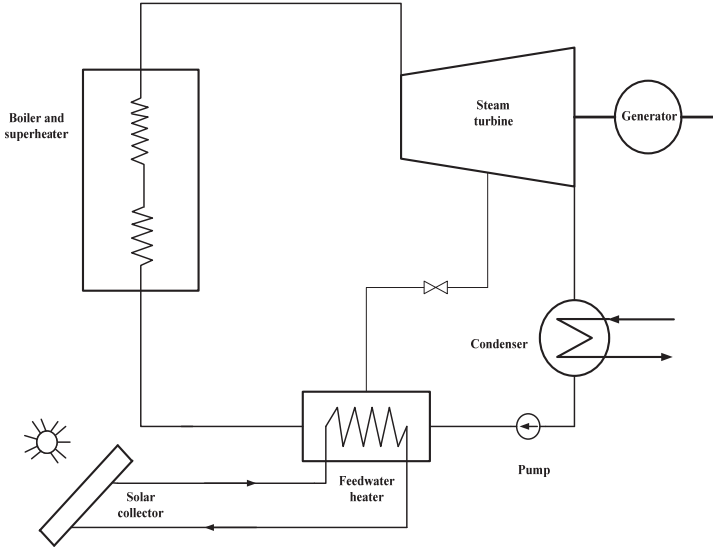 Boiler and
superheater
Steam
turbine
Generator
Condenser
Pump
Feedwater
heater
Solar
collector